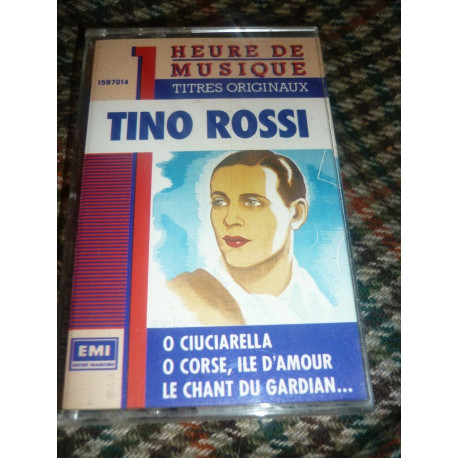 1 HEURE DE
MUSIQUE
1597014
TITRES ORIGINAUX
TINO ROSSI
O CIUCIARELLA
O CORSE, ILE D'AMOUR
LE CHANT DU GARDIAN...
EMI